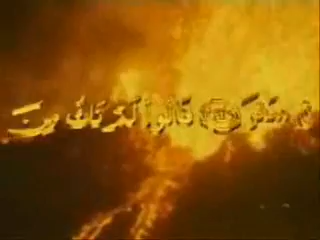 فِى سَقَرَ ۝ قَالُوا لَمْ نَكُ مِنَ